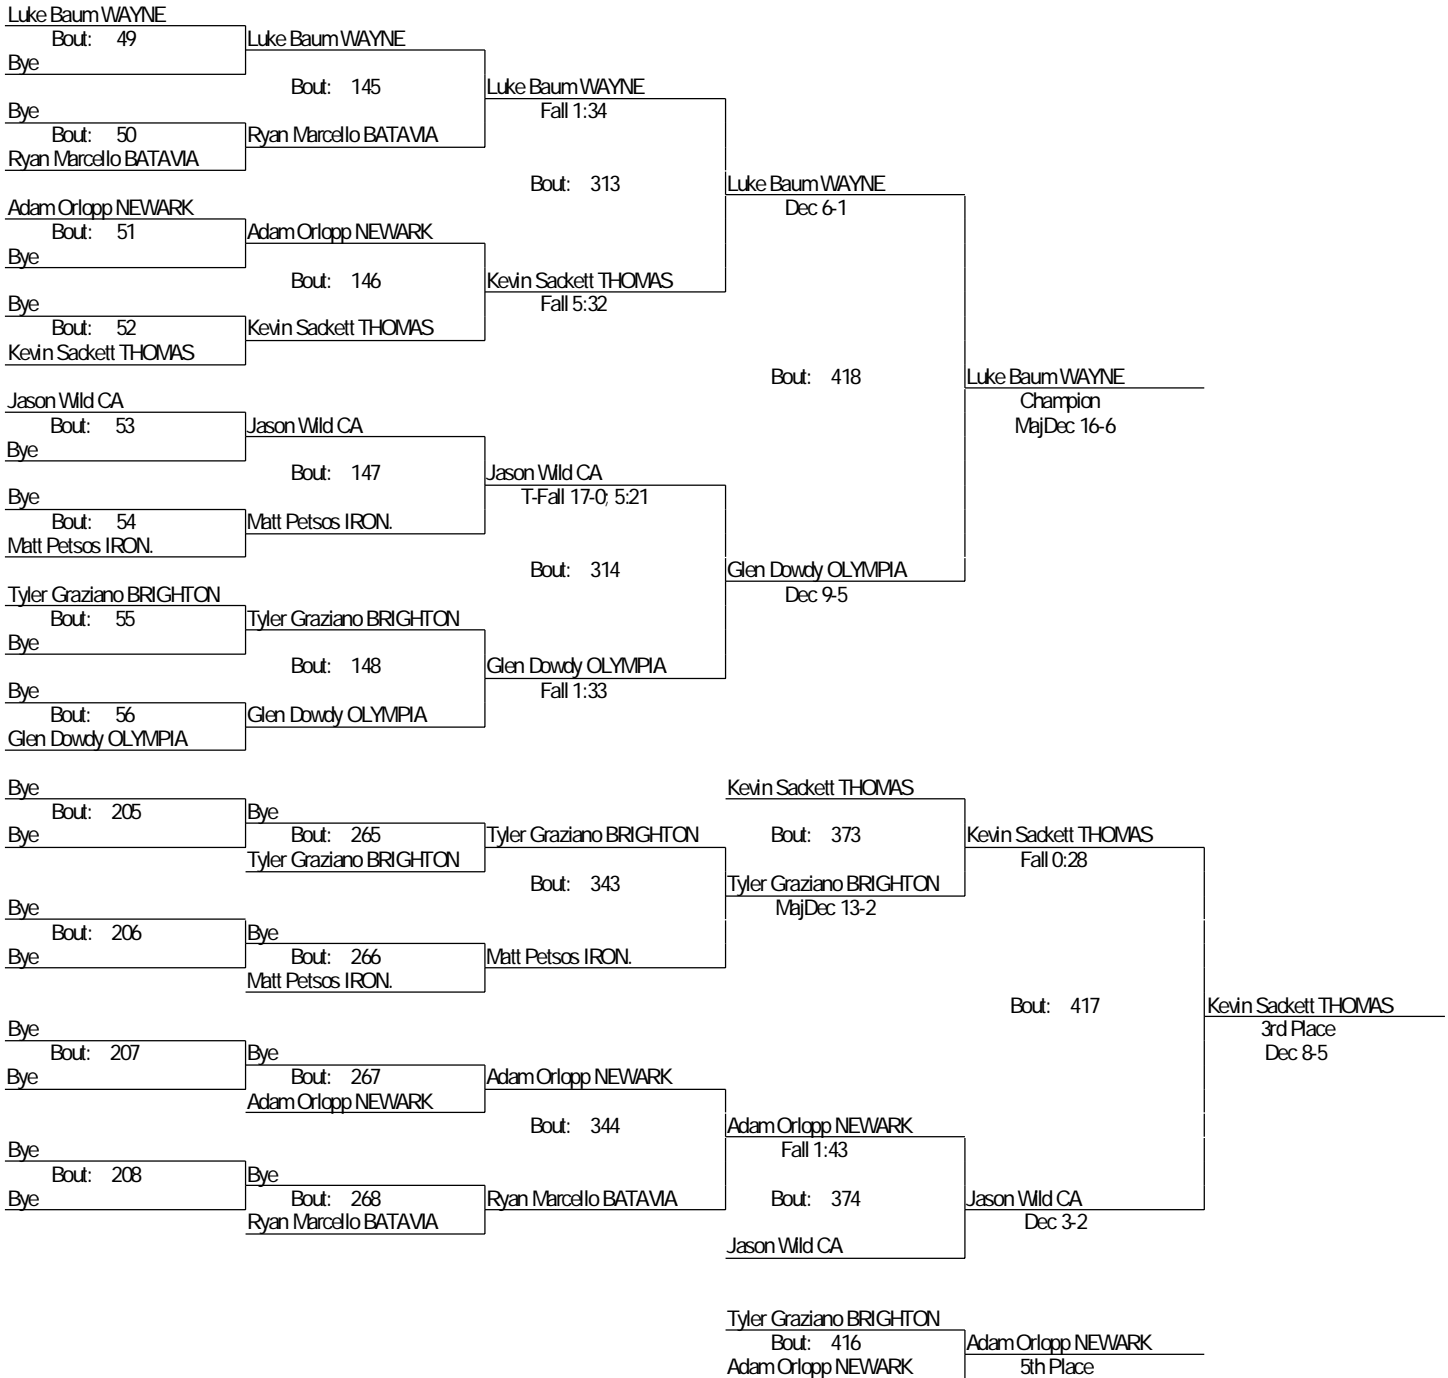 Luke Baum WAYNE
Bout: 49
Luke Baum WAYNE
Bye
Bout: 145
Luke Baum WAYNE
Bye
Fall 1:34
Bout: 50
Ryan Marcello BATAVIA
Ryan Marcello BATAVIA
Bout: 313
Luke Baum WAYNE
Adam Orlopp NEWARK
Dec 6-1
Bout: 51
Adam Orlopp NEWARK
Bye
Bout: 146
Kevin Sackett THOMAS
Bye
Fall 5:32
Bout: 52
Kevin Sackett THOMAS
Kevin Sackett THOMAS
Bout: 418
Luke Baum WAYNE
Jason Wild CA
Champion
Bout: 53
Jason Wild CA
MajDec 16-6
Bye
Bout: 147
Jason Wild CA
Bye
T-Fall 17-0; 5:21
Bout: 54
Matt Petsos IRON.
Matt Petsos IRON.
Bout: 314
Glen Dowdy OLYMPIA
Tyler Graziano BRIGHTON
Dec 9-5
Bout: 55
Tyler Graziano BRIGHTON
Bye
Bout: 148
Glen Dowdy OLYMPIA
Bye
Fall 1:33
Bout: 56
Glen Dowdy OLYMPIA
Glen Dowdy OLYMPIA
Bye
Kevin Sackett THOMAS
Bout: 205
Bye
Bye
Bout: 265
Tyler Graziano BRIGHTON
Bout: 373
Kevin Sackett THOMAS
Tyler Graziano BRIGHTON
Fall 0:28
Bout: 343
Tyler Graziano BRIGHTON
Bye
MajDec 13-2
Bout: 206
Bye
Bye
Bout: 266
Matt Petsos IRON.
Matt Petsos IRON.
Bout: 417
Kevin Sackett THOMAS
Bye
3rd Place
Bout: 207
Bye
Dec 8-5
Bye
Bout: 267
Adam Orlopp NEWARK
Adam Orlopp NEWARK
Bout: 344
Adam Orlopp NEWARK
Bye
Fall 1:43
Bout: 208
Bye
Bye
Bout: 268
Ryan Marcello BATAVIA
Bout: 374
Jason Wild CA
Ryan Marcello BATAVIA
Dec 3-2
Jason Wild CA
Tyler Graziano BRIGHTON
Bout: 416
Adam Orlopp NEWARK
Adam Orlopp NEWARK
5th Place